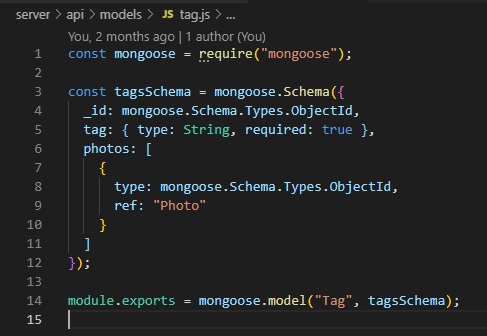 server > api > models > JS tag.js > ...
You, 2 months ago | 1 author (You)
1 const mongoose = require("mongoose");
2
3 const tagsSchema = mongoose.Schema({
4   _id: mongoose.Schema.Types.ObjectId,
5   tag: { type: String, required: true },
6   photos: [
7     {
8       type: mongoose.Schema.Types.ObjectId,
9       ref: "Photo"
10     }
11   ]
12 });
13
14 module.exports = mongoose.model("Tag", tagsSchema);
15